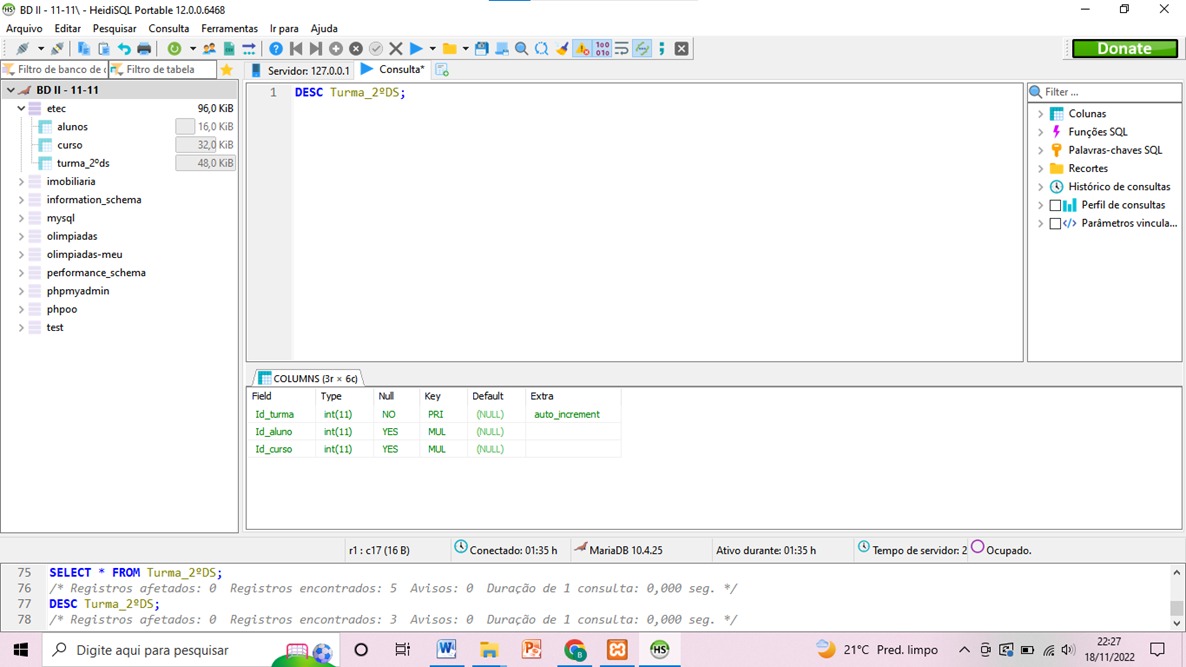 BD II - 11-11\ - HeidiSQL Portable 12.0.0.6468
Arquivo Editar Pesquisar Consulta Ferramentas Ir para Ajuda
Donate
Filtro de banco de d Filtro de tabela Servidor: 127.0.0.1 Consulta*
BD II - 11-11
etec 96,0 KiB
alunos 16,0 KiB
curso 32,0 KiB
turma_2ºds 48,0 KiB
imobiliaria
information_schema
mysql
olimpiadas
olimpiadas-meu
performance_schema
phpmyadmin
phpoo
test
1 DESC Turma_2ºDS;
Filter ...
Colunas
Funções SQL
Palavras-chaves SQL
Recortes
Histórico de consultas
Perfil de consultas
Parâmetros vincula...
COLUMNS (3r × 6c)
Field Type Null Key Default Extra
Id_turma int(11) NO PRI (NULL) auto_increment
Id_aluno int(11) YES MUL (NULL)
Id_curso int(11) YES MUL (NULL)
r1 : c17 (16 B) Conectado: 01:35 h MariaDB 10.4.25 Ativo durante: 01:35 h Tempo de servidor: 2 Ocupado.
75 SELECT * FROM Turma_2ºDS;
76 /* Registros afetados: 0 Registros encontrados: 5 Avisos: 0 Duração de 1 consulta: 0,000 seg. */
77 DESC Turma_2ºDS;
78 /* Registros afetados: 0 Registros encontrados: 3 Avisos: 0 Duração de 1 consulta: 0,000 seg. */
Digite aqui para pesquisar
21°C Pred. limpo
22:27
18/11/2022